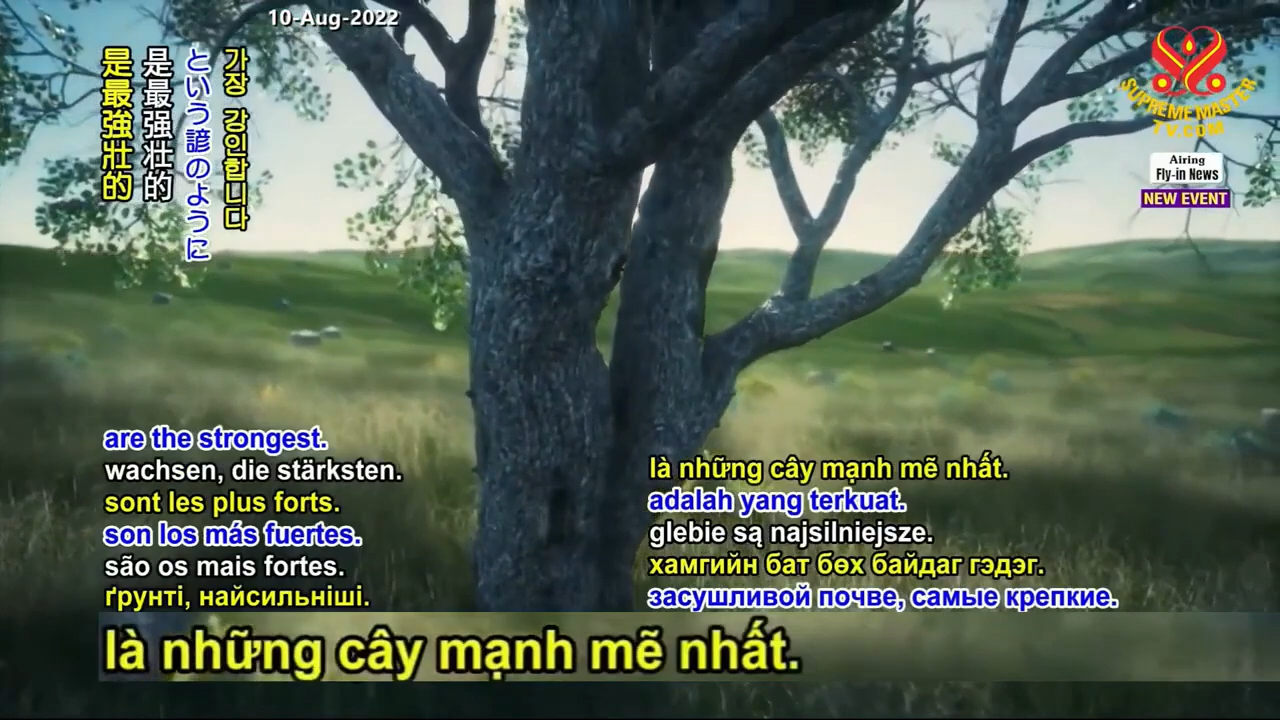 10-Aug-2022
SUPREME MASTER
TV.COM
Airing
Fly-in News
NEW EVENT
是最強壯的
是最强壮的
という諺のように
가장 강인합니다
are the strongest.
wachsen, die stärksten.
sont les plus forts.
son los más fuertes.
são os mais fortes.
ґрунті, найсильніші.
là những cây mạnh mẽ nhất.
adalah yang terkuat.
glebie są najsilniejsze.
хамгийн бат бөх байдаг гэдэг.
засушливой почве, самые крепкие.
là những cây mạnh mẽ nhất.